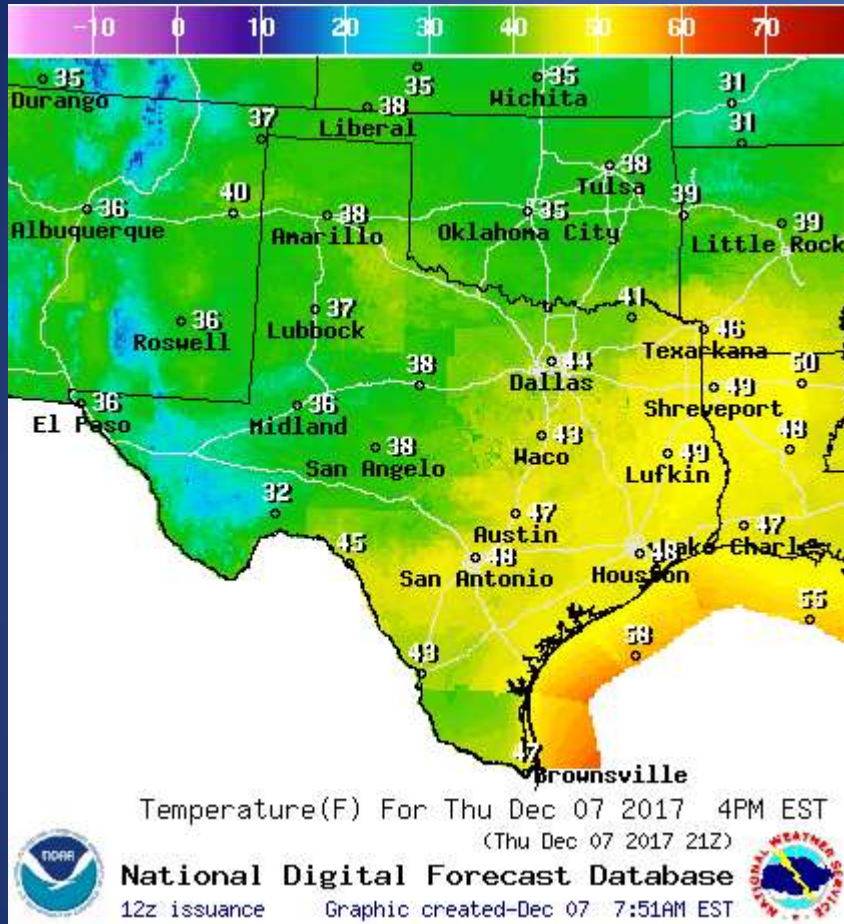 -10 0 10 20 30 40 50 60 70
35 35 35 31
Durango Wichita
38
Liberal
37 31
38
Tulsa
36 40 38 35 39 39
Albuquerque Amarillo Oklahoma City Little Rock
36 37 41 46
Roswell Lubbock Texarkana
38 44 50
Dallas
49
Shreveport
36 36
El Paso Midland
38 43 49 48
San Angelo Waco Lufkin
32 47 47
Austin Lake Charles
45 48 48
San Antonio Houston
55
58
43
47
Brownsville
Temperature(F) For Thu Dec 07 2017 4PM EST
(Thu Dec 07 2017 21Z)
NOAA
NATIONAL WEATHER SERVICE
National Digital Forecast Database
12z issuance Graphic created-Dec 07 7:51AM EST